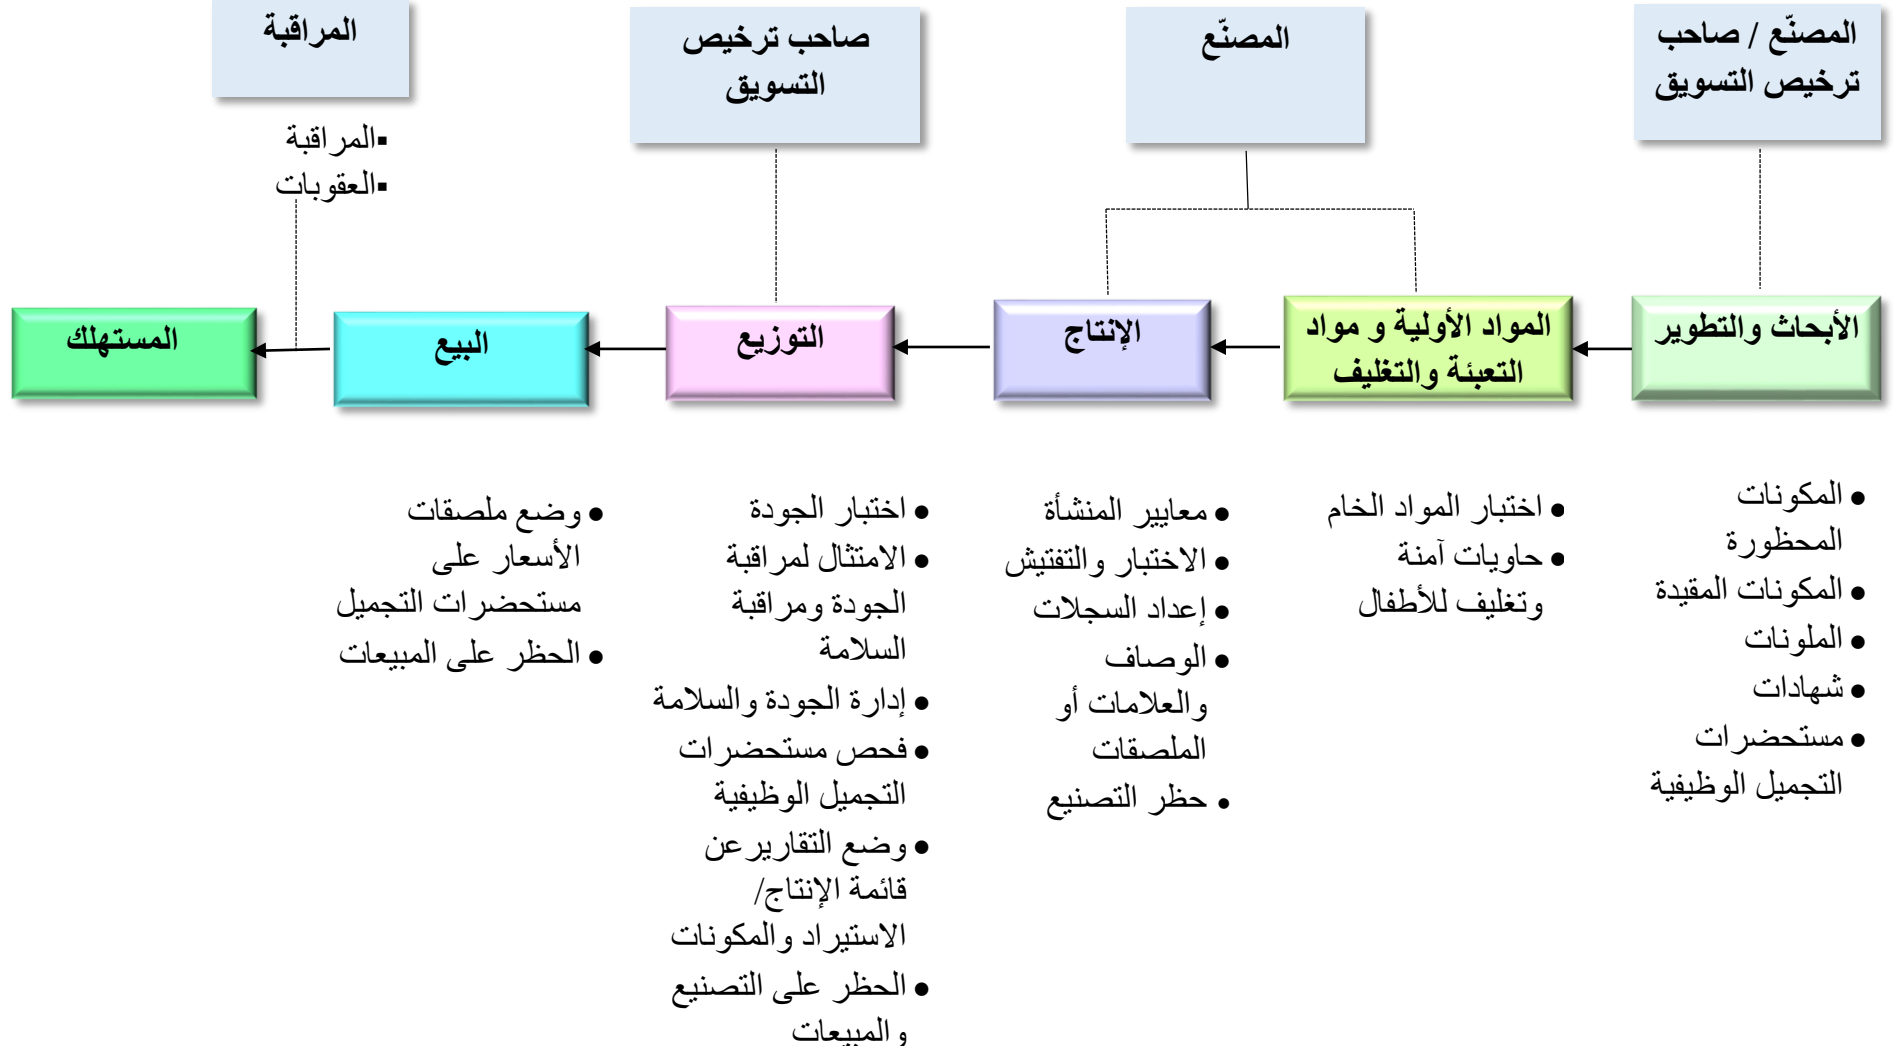 المصنّع / صاحب
ترخيص التسويق
المصنّع
صاحب ترخيص
التسويق
المراقبة
▪المراقبة
▪العقوبات
الأبحاث والتطوير
المواد الأولية و مواد
التعبئة والتغليف
الإنتاج
التوزيع
البيع
المستهلك
• المكونات
المحظورة
• المكونات المقيدة
• الملونات
• شهادات
• مستحضرات
التجميل الوظيفية
• اختبار المواد الخام
• حاويات آمنة
وتغليف للأطفال
• معايير المنشأة
• الاختبار والتفتيش
• إعداد السجلات
• الوصاف
والعلامات أو
الملصقات
• حظر التصنيع
• اختبار الجودة
• الامتثال لمراقبة
الجودة ومراقبة
السلامة
• إدارة الجودة والسلامة
• فحص مستحضرات
التجميل الوظيفية
• وضع التقاريرعن
قائمة الإنتاج/
الاستيراد والمكونات
• الحظر على التصنيع
والمبيعات
• وضع ملصقات
الأسعار على
مستحضرات التجميل
• الحظر على المبيعات